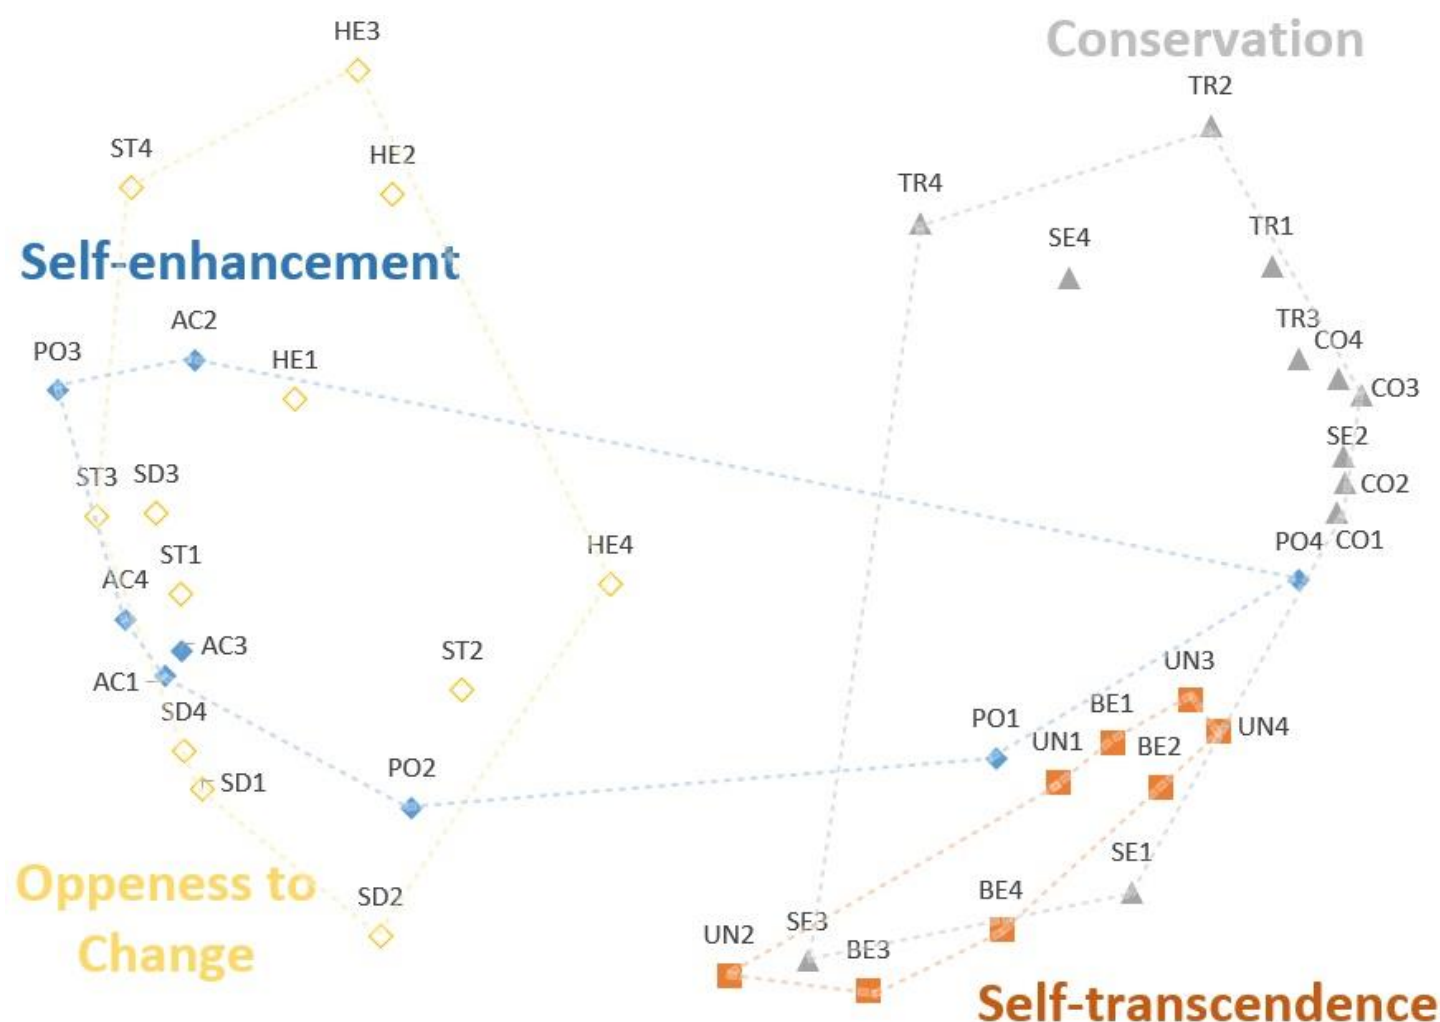 HE3
Conservation
TR2
ST4
HE2
TR4
TR1
SE4
Self-enhancement
AC2
TR3
CO4
PO3
HE1
CO3
SE2
ST3
SD3
CO2
HE4
PO4
CO1
ST1
AC4
AC3
ST2
UN3
AC1
BE1
SD4
PO1
UN4
UN1
BE2
PO2
SD1
SE1
Oppeness to
Change
SD2
BE4
SE3
UN2
BE3
Self-transcendence